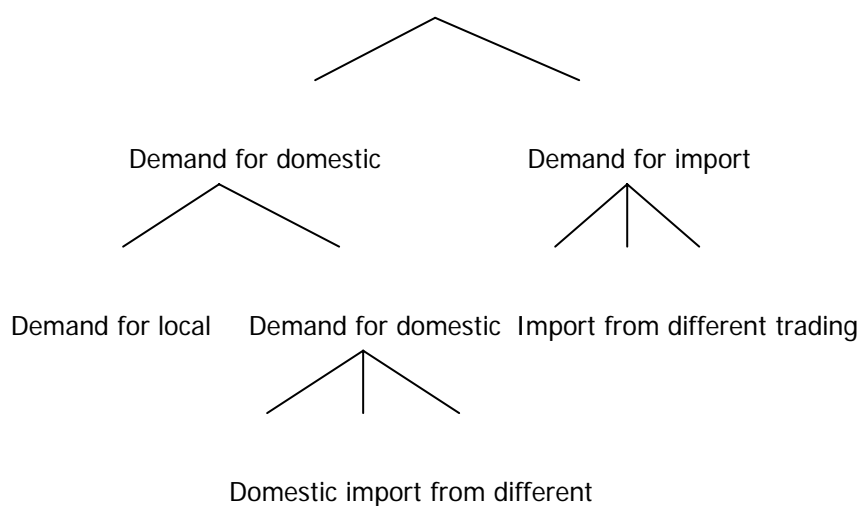 Demand for domestic
Demand for import
Demand for local
Demand for domestic
Import from different trading
Domestic import from different